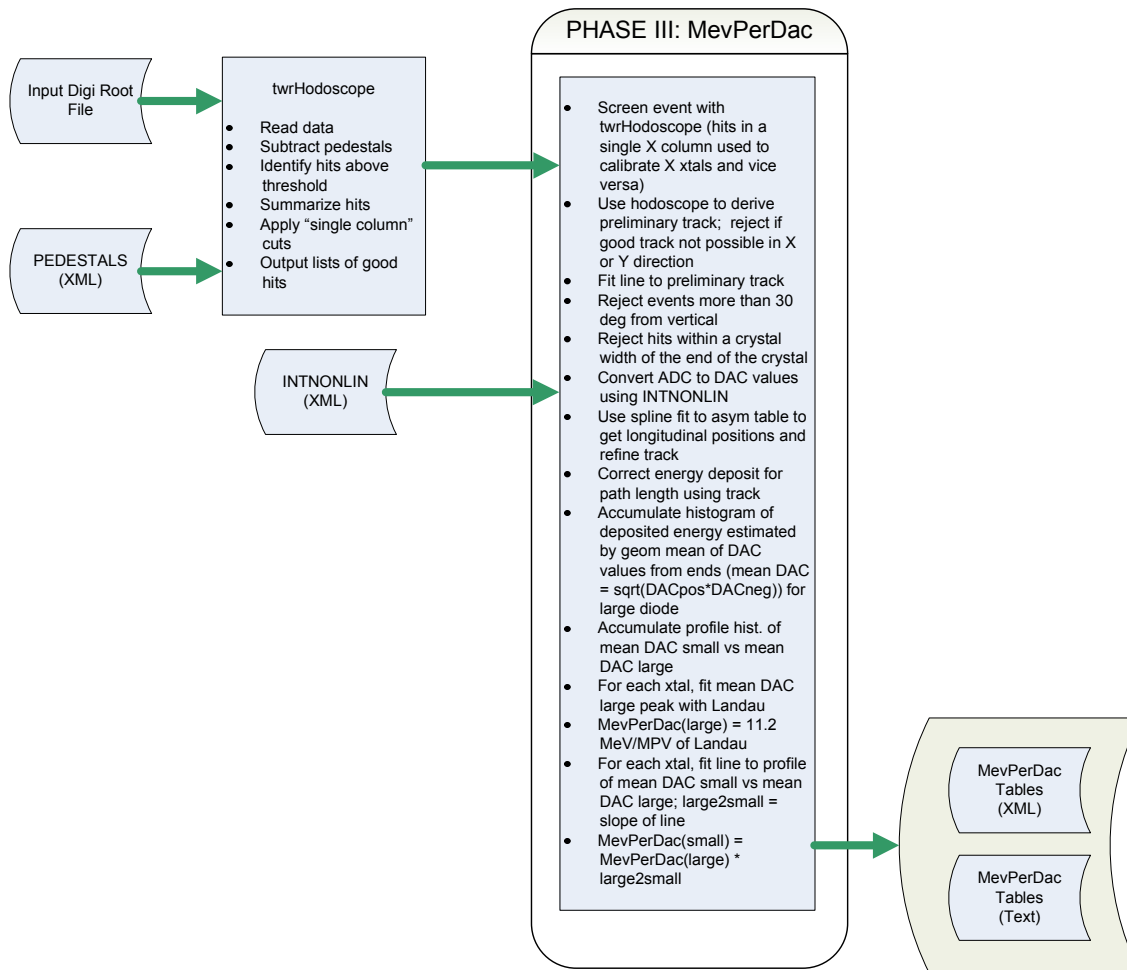 PHASE III: MevPerDac
Input Digi Root
File
PEDESTALS
(XML)
twrHodoscope
• Read data
• Subtract pedestals
• Identify hits above
threshold
• Summarize hits
• Apply “single column”
cuts
• Output lists of good
hits
INTNONLIN
(XML)
• Screen event with
twrHodoscope (hits in a
single X column used to
calibrate X xtals and vice
versa)
• Use hodoscope to derive
preliminary track; reject if
good track not possible in X
or Y direction
• Fit line to preliminary track
• Reject events more than 30
deg from vertical
• Reject hits within a crystal
width of the end of the crystal
• Convert ADC to DAC values
using INTNONLIN
• Use spline fit to asym table to
get longitudinal positions and
refine track
• Correct energy deposit for
path length using track
• Accumulate histogram of
deposited energy estimated
by geom mean of DAC
values from ends (mean DAC
= sqrt(DACpos*DACneg)) for
large diode
• Accumulate profile hist. of
mean DAC small vs mean
DAC large
• For each xtal, fit mean DAC
large peak with Landau
• MevPerDac(large) = 11.2
MeV/MPV of Landau
• For each xtal, fit line to profile
of mean DAC small vs mean
DAC large; large2small =
slope of line
• MevPerDac(small) =
MevPerDac(large) *
large2small
MevPerDac
Tables
(XML)
MevPerDac
Tables
(Text)